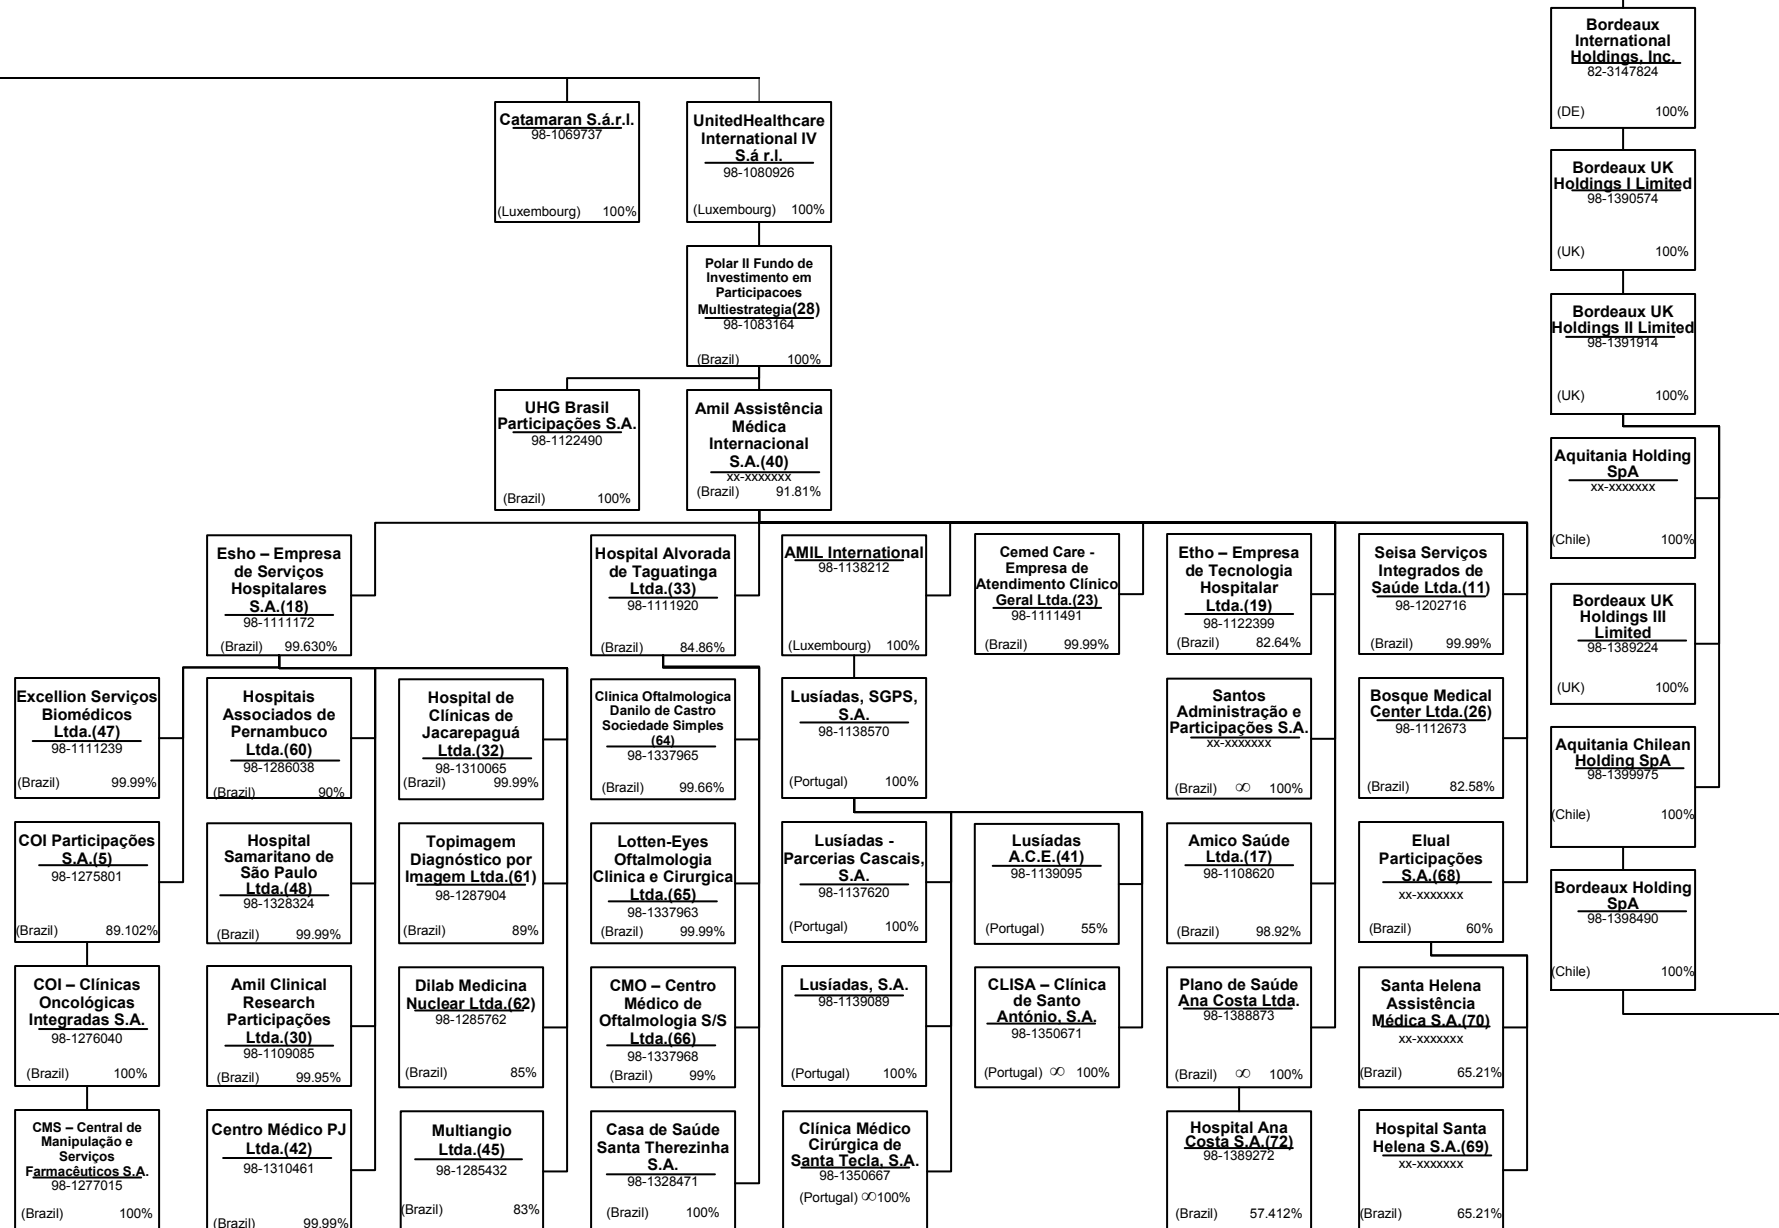 Bordeaux
International
Holdings, Inc.
82-3147824
(DE) 100%
Catamaran S.á.r.l.
98-1069737
(Luxembourg) 100%
UnitedHealthcare
International IV
S.á r.l.
98-1080926
(Luxembourg) 100%
Bordeaux UK
Holdings I Limited
98-1390574
(UK) 100%
Polar II Fundo de
Investimento em
Participacoes
Multiestrategia(28)
98-1083164
(Brazil) 100%
Bordeaux UK
Holdings II Limited
98-1391914
(UK) 100%
UHG Brasil
Participações S.A.
98-1122490
(Brazil) 100%
Amil Assistência
Médica
Internacional
S.A.(40)
xx-xxxxxxx
(Brazil) 91.81%
Aquitania Holding
SpA
xx-xxxxxxx
(Chile) 100%
Esho – Empresa
de Serviços
Hospitalares
S.A.(18)
98-1111172
(Brazil) 99.630%
Hospital Alvorada
de Taguatinga
Ltda.(33)
98-1111920
(Brazil) 84.86%
AMIL International
98-1138212
(Luxembourg) 100%
Cemed Care -
Empresa de
Atendimento Clínico
Geral Ltda.(23)
98-1111491
(Brazil) 99.99%
Etho – Empresa
de Tecnologia
Hospitalar
Ltda.(19)
98-1122399
(Brazil) 82.64%
Seisa Serviços
Integrados de
Saúde Ltda.(11)
98-1202716
(Brazil) 99.99%
Bordeaux UK
Holdings III
Limited
98-1389224
(UK) 100%
Excellion Serviços
Biomédicos
Ltda.(47)
98-1111239
(Brazil) 99.99%
Hospitais
Associados de
Pernambuco
Ltda.(60)
98-1286038
(Brazil) 90%
Hospital de
Clínicas de
Jacarepaguá
Ltda.(32)
98-1310065
(Brazil) 99.99%
Clinica Oftalmologica
Danilo de Castro
Sociedade Simples
(64)
98-1337965
(Brazil) 99.66%
Lusíadas, SGPS,
S.A.
98-1138570
(Portugal) 100%
Santos
Administração e
Participações S.A.
xx-xxxxxxx
(Brazil) ∞ 100%
Bosque Medical
Center Ltda.(26)
98-1112673
(Brazil) 82.58%
Aquitania Chilean
Holding SpA
98-1399975
(Chile) 100%
COI Participações
S.A.(5)
98-1275801
(Brazil) 89.102%
Hospital
Samaritano de
São Paulo
Ltda.(48)
98-1328324
(Brazil) 99.99%
Topimagem
Diagnóstico por
Imagem Ltda.(61)
98-1287904
(Brazil) 89%
Lotten-Eyes
Oftalmologia
Clinica e Cirurgica
Ltda.(65)
98-1337963
(Brazil) 99.99%
Lusíadas -
Parcerias Cascais,
S.A.
98-1137620
(Portugal) 100%
Lusíadas
A.C.E.(41)
98-1139095
(Portugal) 55%
Amico Saúde
Ltda.(17)
98-1108620
(Brazil) 98.92%
Elual
Participações
S.A.(68)
xx-xxxxxxx
(Brazil) 60%
Bordeaux Holding
SpA
98-1398490
(Chile) 100%
COI – Clínicas
Oncológicas
Integradas S.A.
98-1276040
(Brazil) 100%
Amil Clinical
Research
Participações
Ltda.(30)
98-1109085
(Brazil) 99.95%
Dilab Medicina
Nuclear Ltda.(62)
98-1285762
(Brazil) 85%
CMO – Centro
Médico de
Oftalmologia S/S
Ltda.(66)
98-1337968
(Brazil) 99%
Lusíadas, S.A.
98-1139089
(Portugal) 100%
CLISA – Clínica
de Santo
António, S.A.
98-1350671
(Portugal) ∞ 100%
Plano de Saúde
Ana Costa Ltda.
98-1388873
(Brazil) ∞ 100%
Santa Helena
Assistência
Médica S.A.(70)
xx-xxxxxxx
(Brazil) 65.21%
CMS – Central de
Manipulação e
Serviços
Farmacêuticos S.A.
98-1277015
(Brazil) 100%
Centro Médico PJ
Ltda.(42)
98-1310461
(Brazil) 99.99%
Multiangio
Ltda.(45)
98-1285432
(Brazil) 83%
Casa de Saúde
Santa Therezinha
S.A.
98-1328471
(Brazil) 100%
Clínica Médico
Cirúrgica de
Santa Tecla, S.A.
98-1350667
(Portugal) ∞100%
Hospital Ana
Costa S.A.(72)
98-1389272
(Brazil) 57.412%
Hospital Santa
Helena S.A.(69)
xx-xxxxxxx
(Brazil) 65.21%